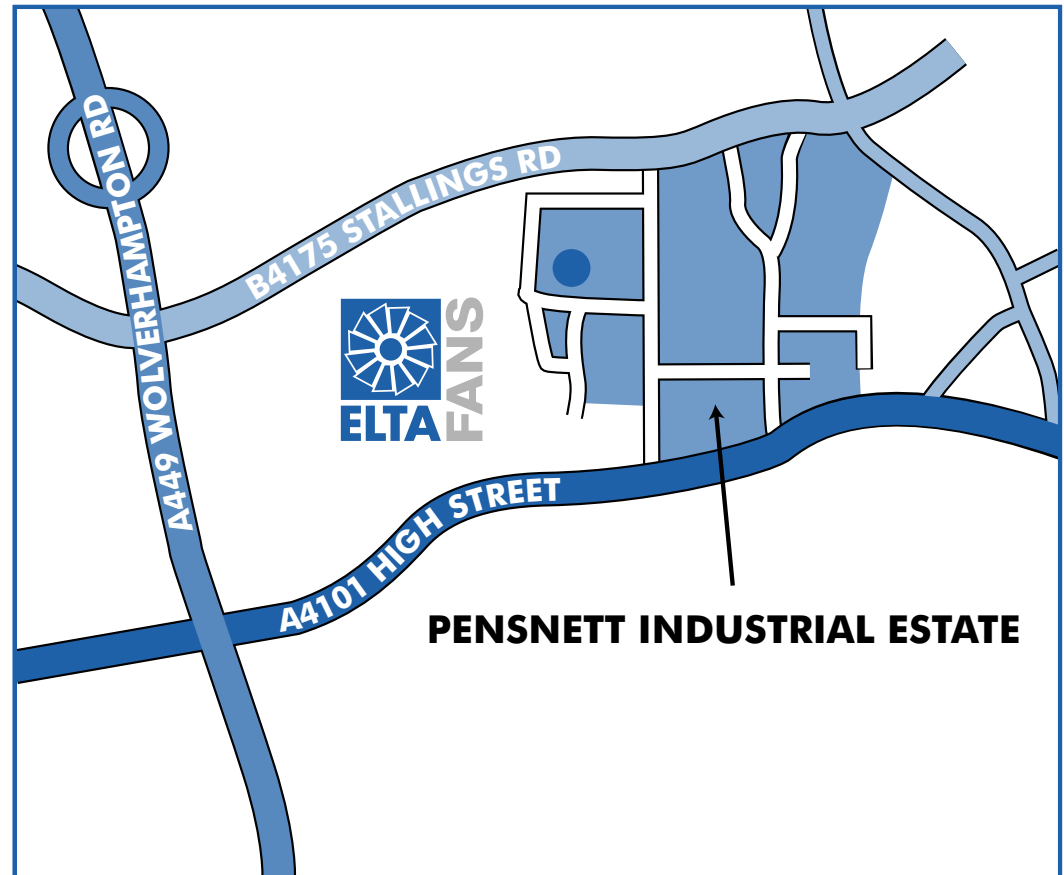 A449 WOLVERHAMPTON RD
B4175 STALLINGS RD
ELTA
FANS
A4101 HIGH STREET
PENSNETT INDUSTRIAL ESTATE